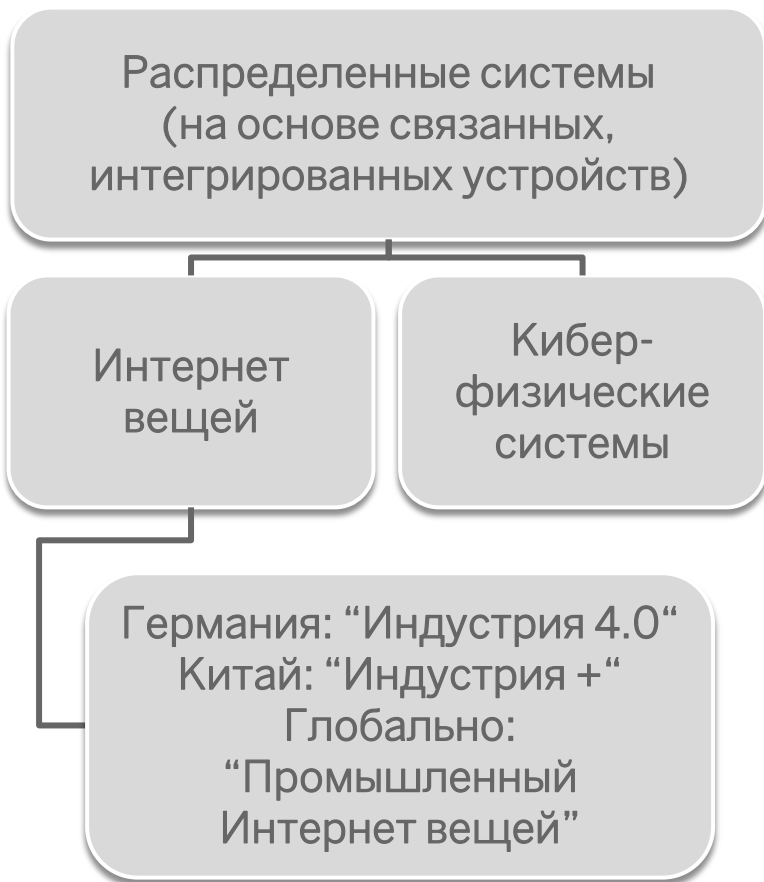 Распределенные системы
(на основе связанных,
интегрированных устройств)
Интернет
вещей
Кибер-
физические
системы
Германия: “Индустрия 4.0“
Китай: “Индустрия +“
Глобально:
“Промышленный
Интернет вещей”